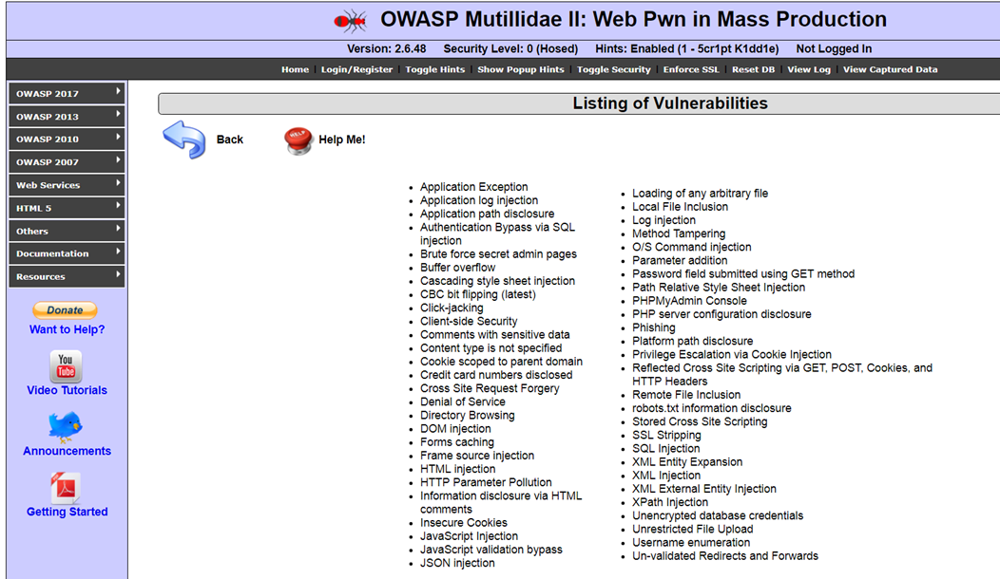 OWASP Mutillidae II: Web Pwn in Mass Production
Version: 2.6.48 Security Level: 0 (Hosed) Hints: Enabled (1 - 5cr1pt K1dd1e) Not Logged In
Home | Login/Register | Toggle Hints | Show Popup Hints | Toggle Security | Enforce SSL | Reset DB | View Log | View Captured Data
OWASP 2017
OWASP 2013
OWASP 2010
OWASP 2007
Web Services
HTML 5
Others
Documentation
Resources
Donate
Want to Help?
You
Tube
Video Tutorials
Announcements
Getting Started
Listing of Vulnerabilities
Back
HELP
Help Me!
Application Exception
Application log injection
Application path disclosure
Authentication Bypass via SQL
injection
Brute force secret admin pages
Buffer overflow
Cascading style sheet injection
CBC bit flipping (latest)
Click-jacking
Client-side Security
Comments with sensitive data
Content type is not specified
Cookie scoped to parent domain
Credit card numbers disclosed
Cross Site Request Forgery
Denial of Service
Directory Browsing
DOM injection
Forms caching
Frame source injection
HTML injection
HTTP Parameter Pollution
Information disclosure via HTML
comments
Insecure Cookies
JavaScript Injection
JavaScript validation bypass
JSON injection
Loading of any arbitrary file
Local File Inclusion
Log injection
Method Tampering
O/S Command injection
Parameter addition
Password field submitted using GET method
Path Relative Style Sheet Injection
PHPMyAdmin Console
PHP server configuration disclosure
Phishing
Platform path disclosure
Privilege Escalation via Cookie Injection
Reflected Cross Site Scripting via GET, POST, Cookies, and
HTTP Headers
Remote File Inclusion
robots.txt information disclosure
Stored Cross Site Scripting
SSL Stripping
SQL Injection
XML Entity Expansion
XML Injection
XML External Entity Injection
XPath Injection
Unencrypted database credentials
Unrestricted File Upload
Username enumeration
Un-validated Redirects and Forwards